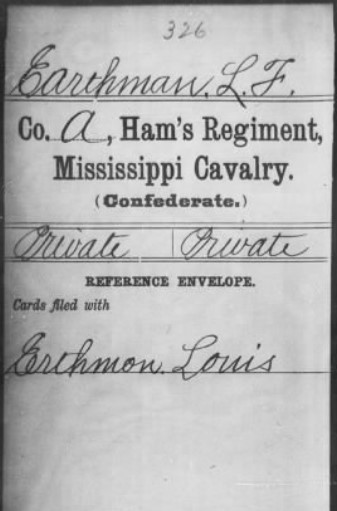 326
Earthman, L. F.
Co. A, Ham's Regiment,
Mississippi Cavalry.
(Confederate.)
Private | Private
REFERENCE ENVELOPE.
Cards filed with
Erthmon, Louis